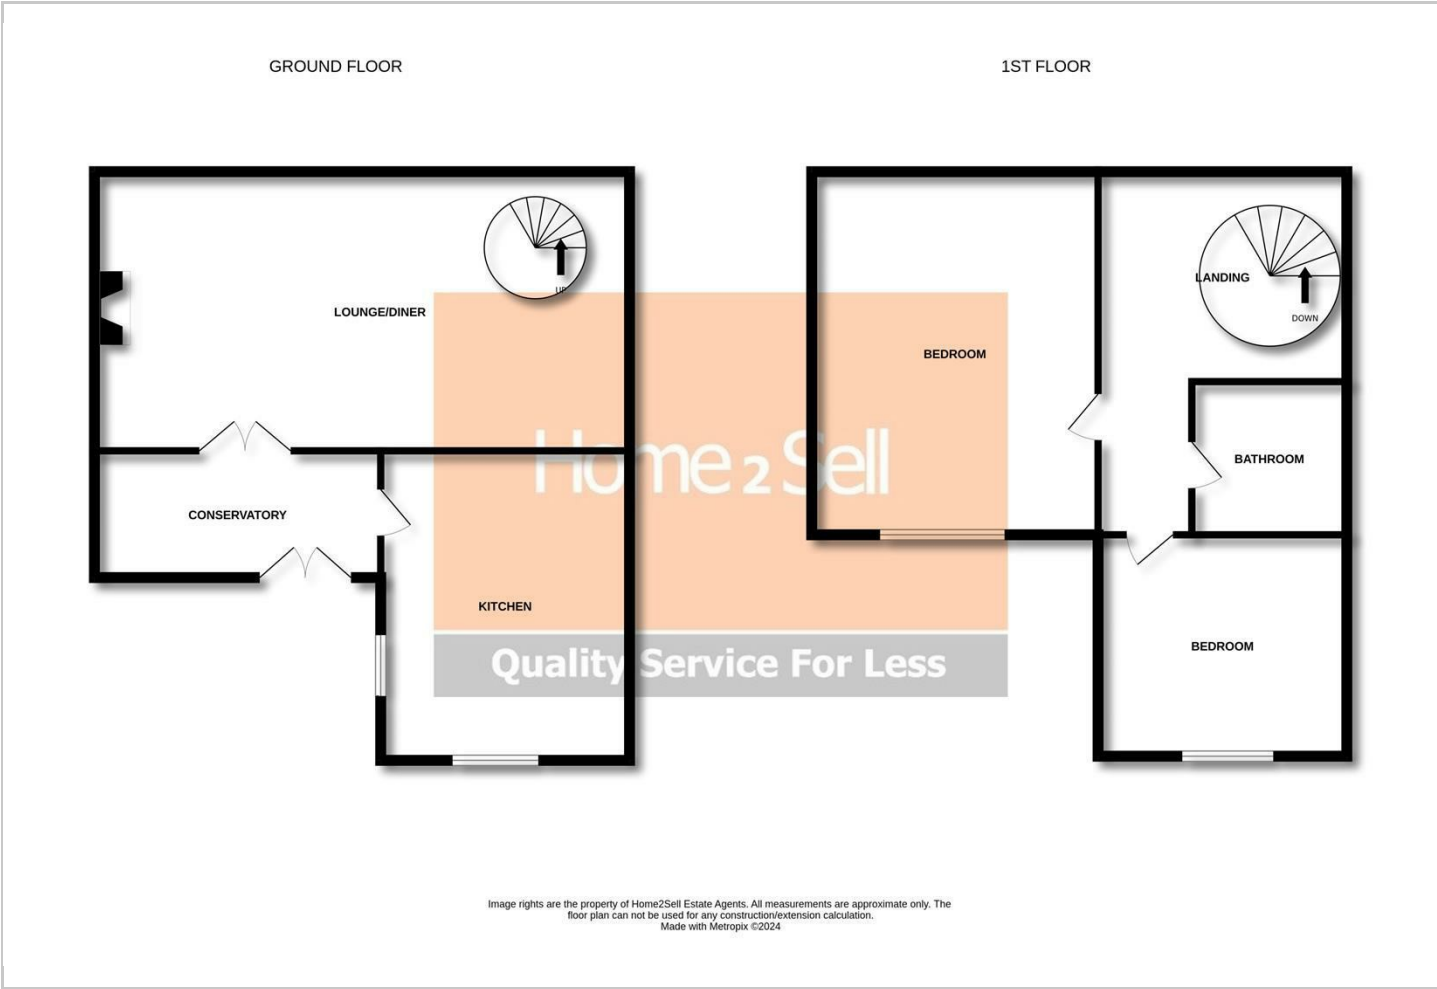 GROUND FLOOR
1ST FLOOR
UP
LOUNGE/DINER
CONSERVATORY
KITCHEN
LANDING
DOWN
BEDROOM
BATHROOM
BEDROOM
Home2Sell
Quality Service For Less
Image rights are the property of Home2Sell Estate Agents. All measurements are approximate only. The
floor plan can not be used for any construction/extension calculation.
Made with Metropix ©2024